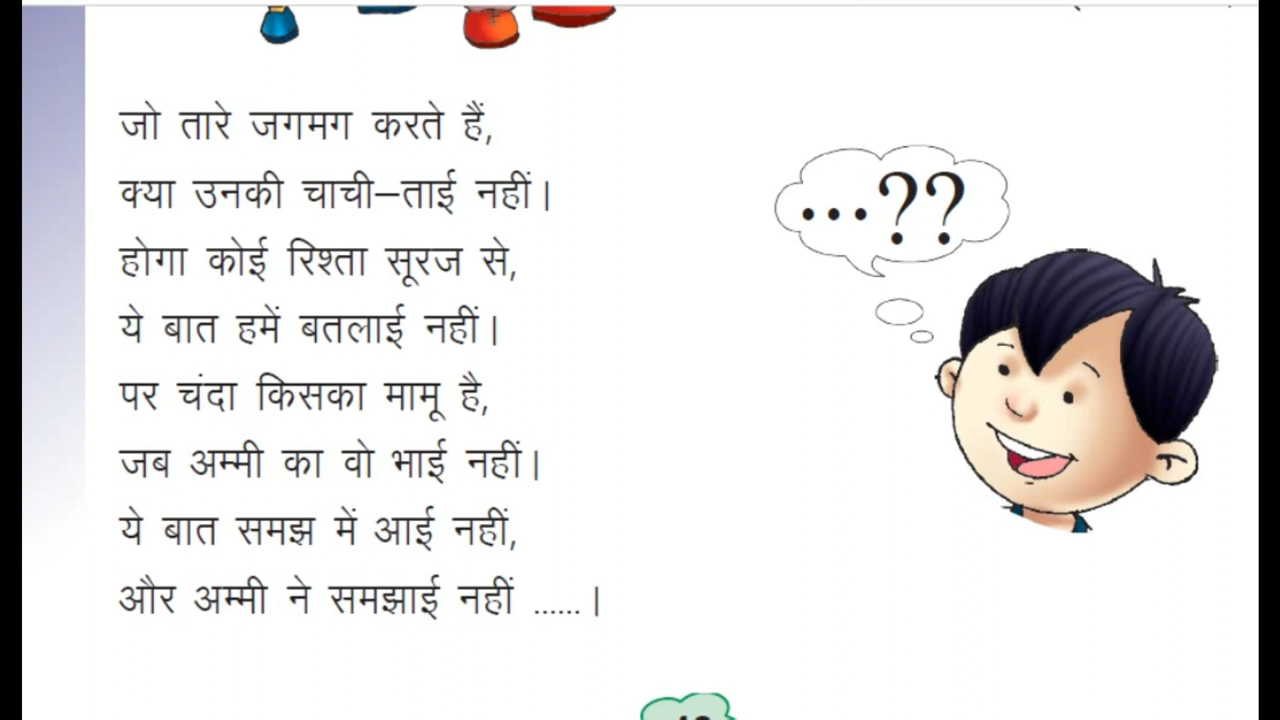 जो तारे जगमग करते हैं,
क्या उनकी चाची–ताई नहीं।
होगा कोई रिश्ता सूरज से,
ये बात हमें बतलाई नहीं।
पर चंदा किसका मामू है,
जब अम्मी का वो भाई नहीं।
ये बात समझ में आई नहीं,
और अम्मी ने समझाई नहीं ......।
...??